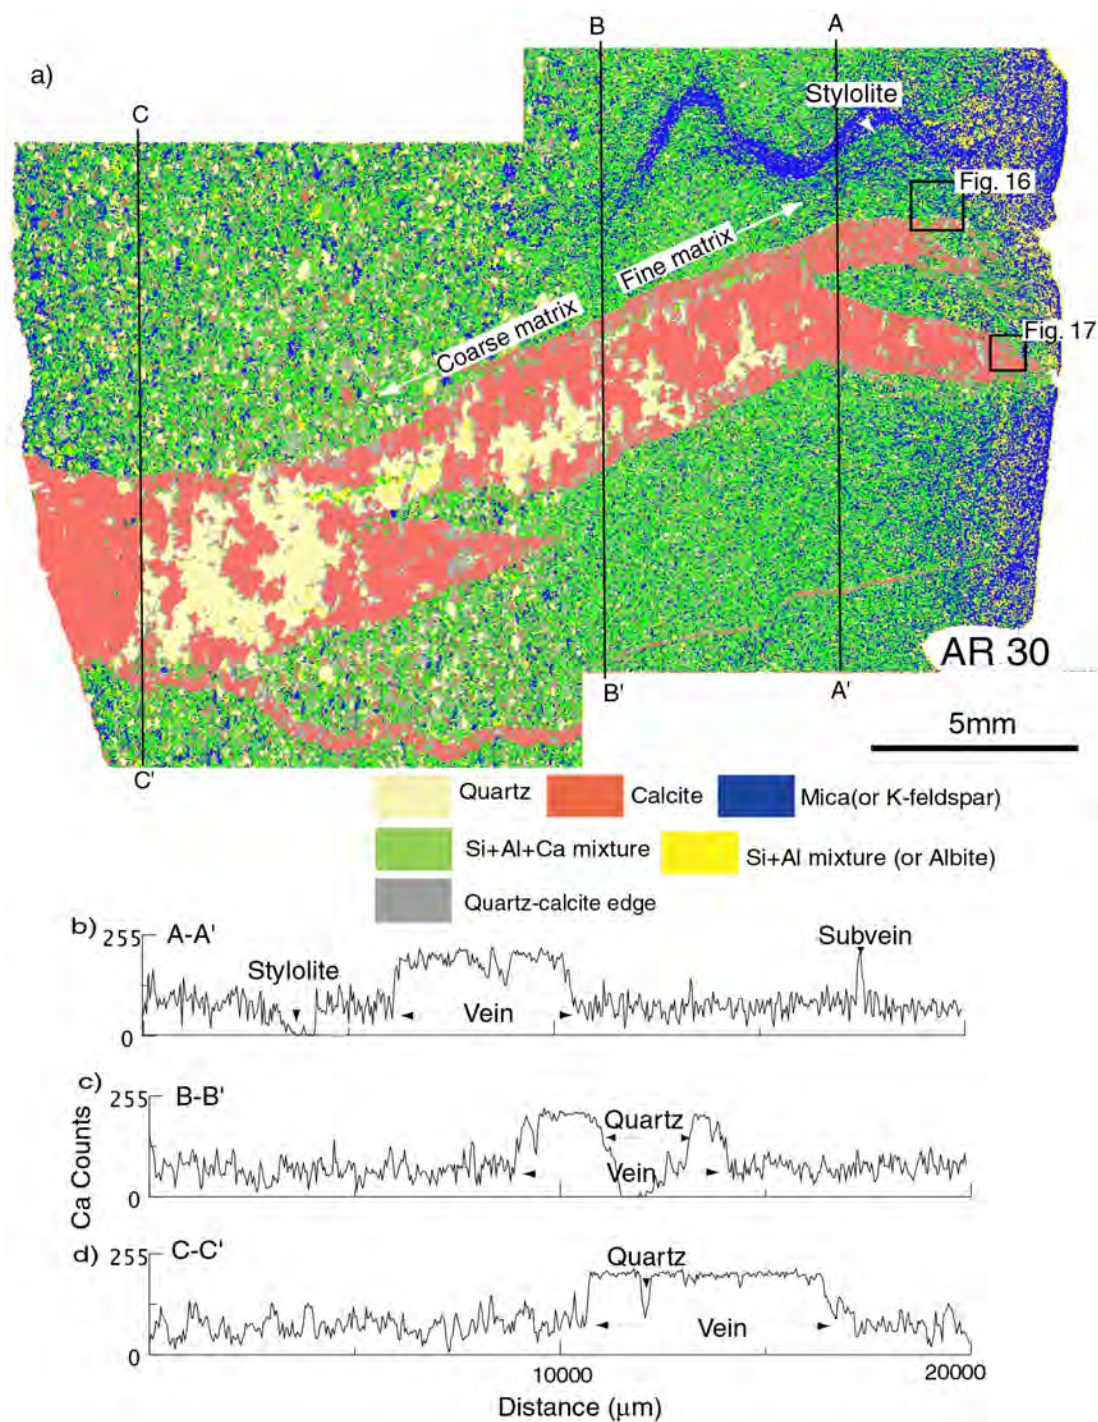 a)
B
A
C
Stylolite
Fig. 16
Fine matrix
Coarse matrix
Fig. 17
AR 30
B'
A'
C'
5mm
Quartz
Calcite
Mica(or K-feldspar)
Si+Al+Ca mixture
Si+Al mixture (or Albite)
Quartz-calcite edge
b)
255
A-A'
Stylolite
Subvein
Vein
0
c)
255
B-B'
Quartz
Vein
0
Ca Counts
d)
255
C-C'
Quartz
Vein
0
10000
20000
Distance (μm)